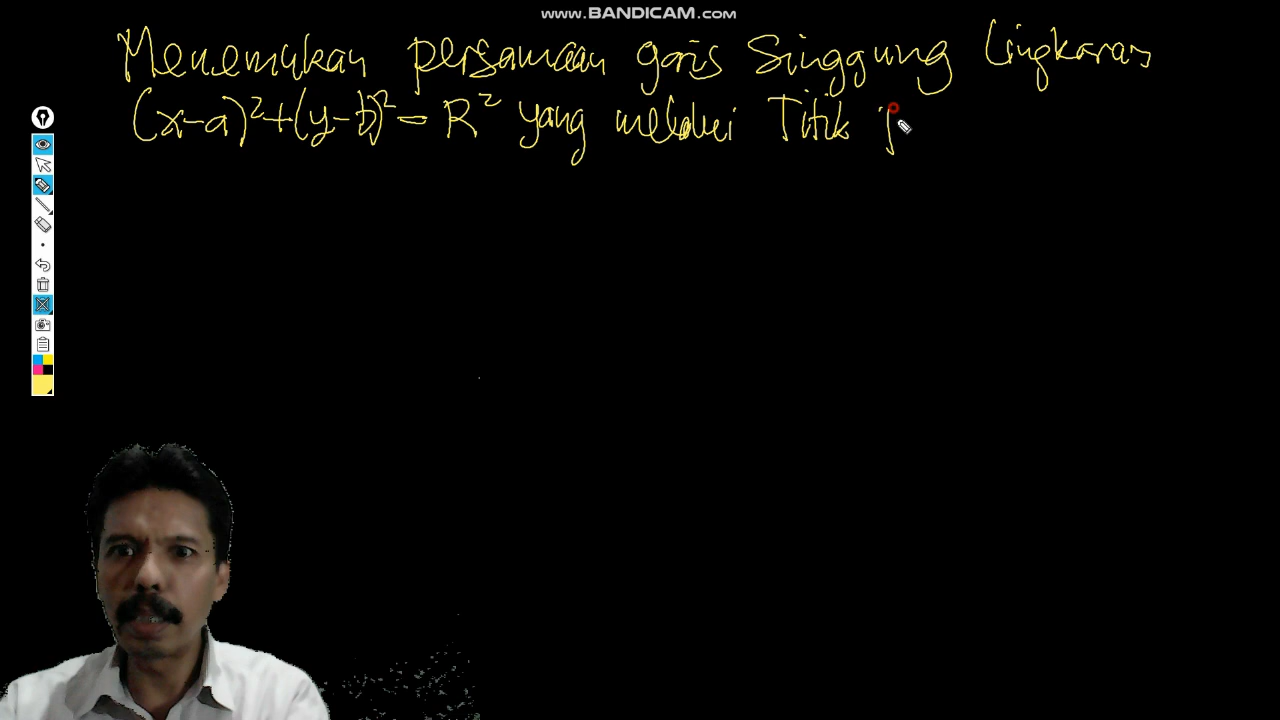 www.BANDICAM.com
Menemukan persamaan garis Singgung Lingkaran
(x-a)²+(y-b)² = R² yang melalui Titik